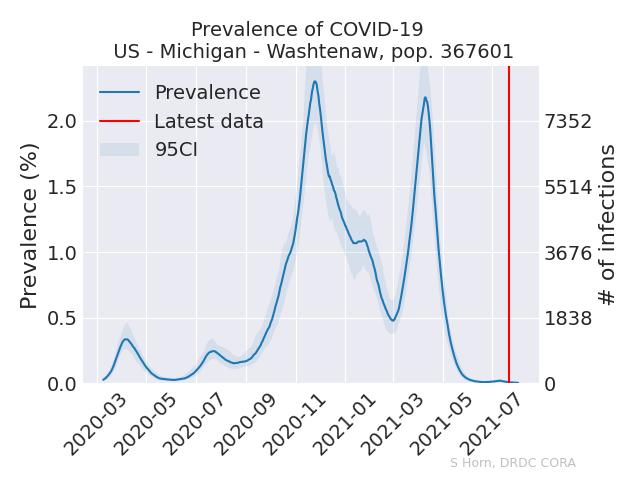 Prevalence of COVID-19
US - Michigan - Washtenaw, pop. 367601
Prevalence
Latest data
95CI
Prevalence (%)
2.0
1.5
1.0
0.5
0.0
7352
5514
3676
1838
0
# of infections
2020-03
2020-05
2020-07
2020-09
2020-11
2021-01
2021-03
2021-05
2021-07
S Horn, DRDC CORA